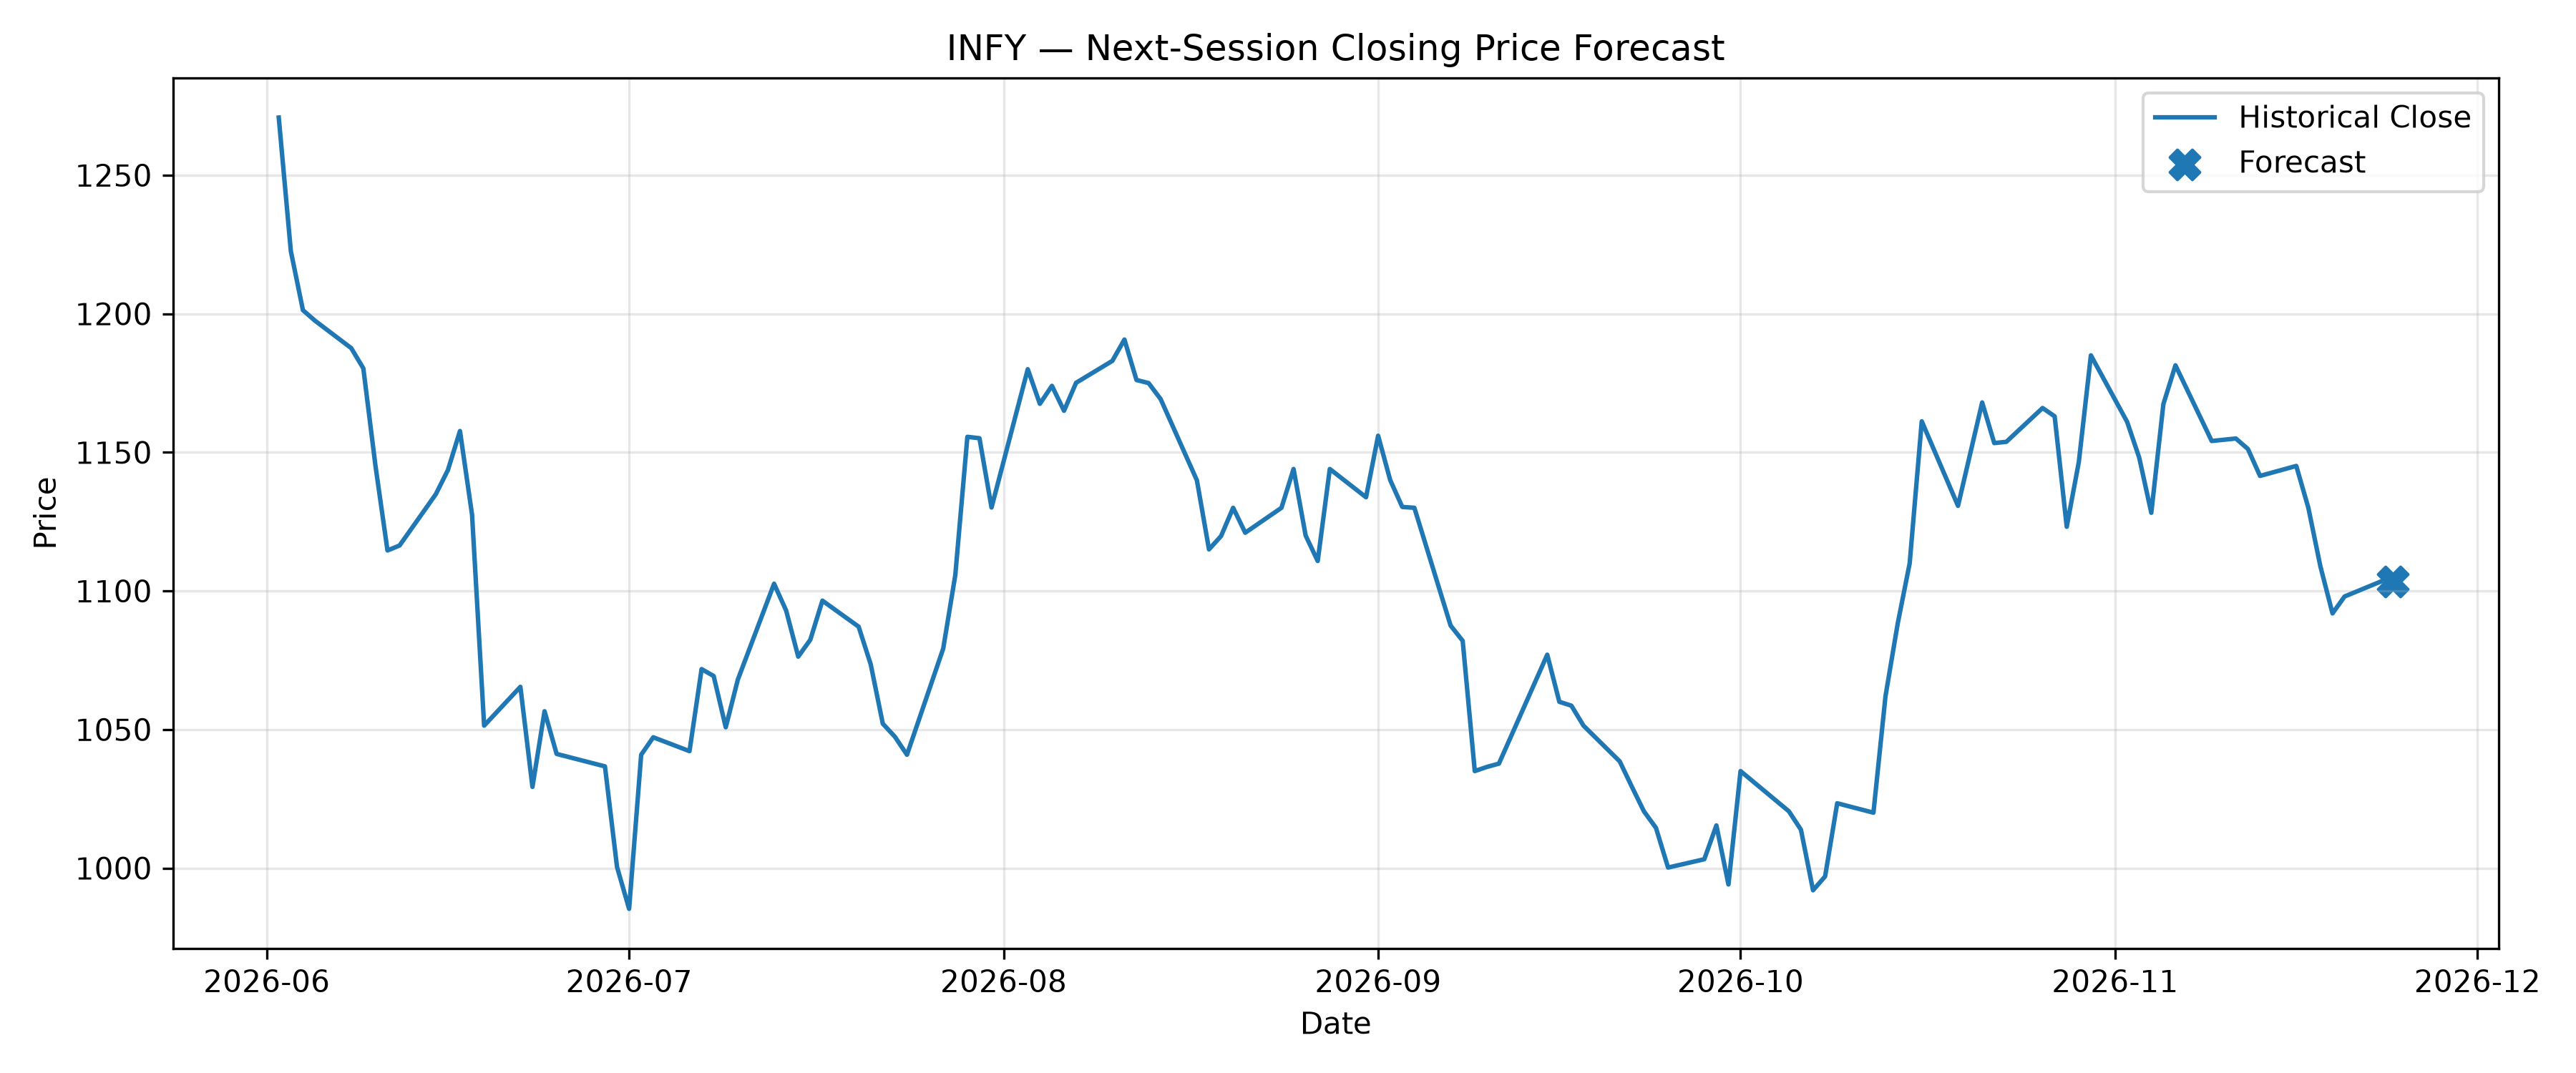 INFY — Next-Session Closing Price Forecast
Historical Close
Forecast
Price
1250
1200
1150
1100
1050
1000
2026-06 2026-07 2026-08 2026-09 2026-10 2026-11 2026-12
Date